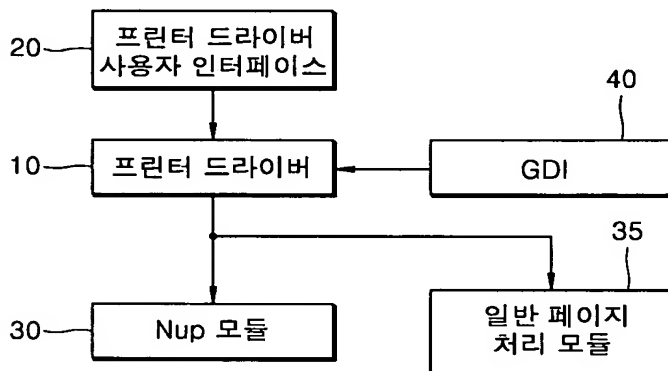 20
프린터 드라이버
사용자 인터페이스
40
10
프린터 드라이버
GDI
35
30
Nup 모듈
일반 페이지
처리 모듈